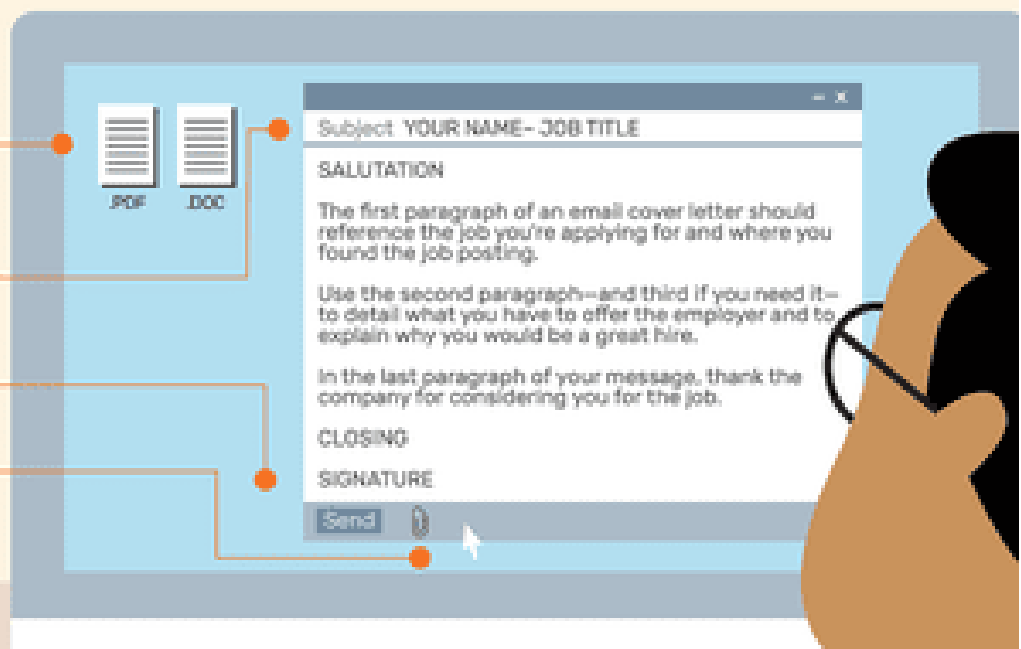 .PDF
.DOC
Subject: YOUR NAME– JOB TITLE
SALUTATION
The first paragraph of an email cover letter should
reference the job you're applying for and where you
found the job posting.
Use the second paragraph—and third if you need it—
to detail what you have to offer the employer and to
explain why you would be a great hire.
In the last paragraph of your message, thank the
company for considering you for the job.
CLOSING
SIGNATURE
Send